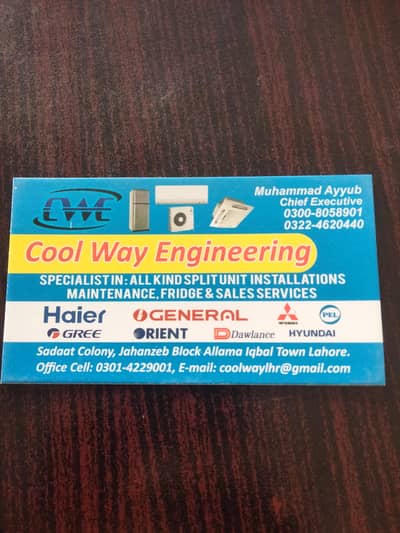 CWE
Muhammad Ayyub
Chief Executive
0300-8058901
0322-4620440
Cool Way Engineering
SPECIALIST IN : ALL KIND SPLIT UNIT INSTALLATIONS
MAINTENANCE, FRIDGE & SALES SERVICES
Haier GENERAL MITSUBISHI PEL
GREE ORIENT Dawlance HYUNDAI
Sadaat Colony, Jahanzeb Block Allama Iqbal Town Lahore.
Office Cell: 0301-4229001, E-mail: coolwaylhr@gmail.com